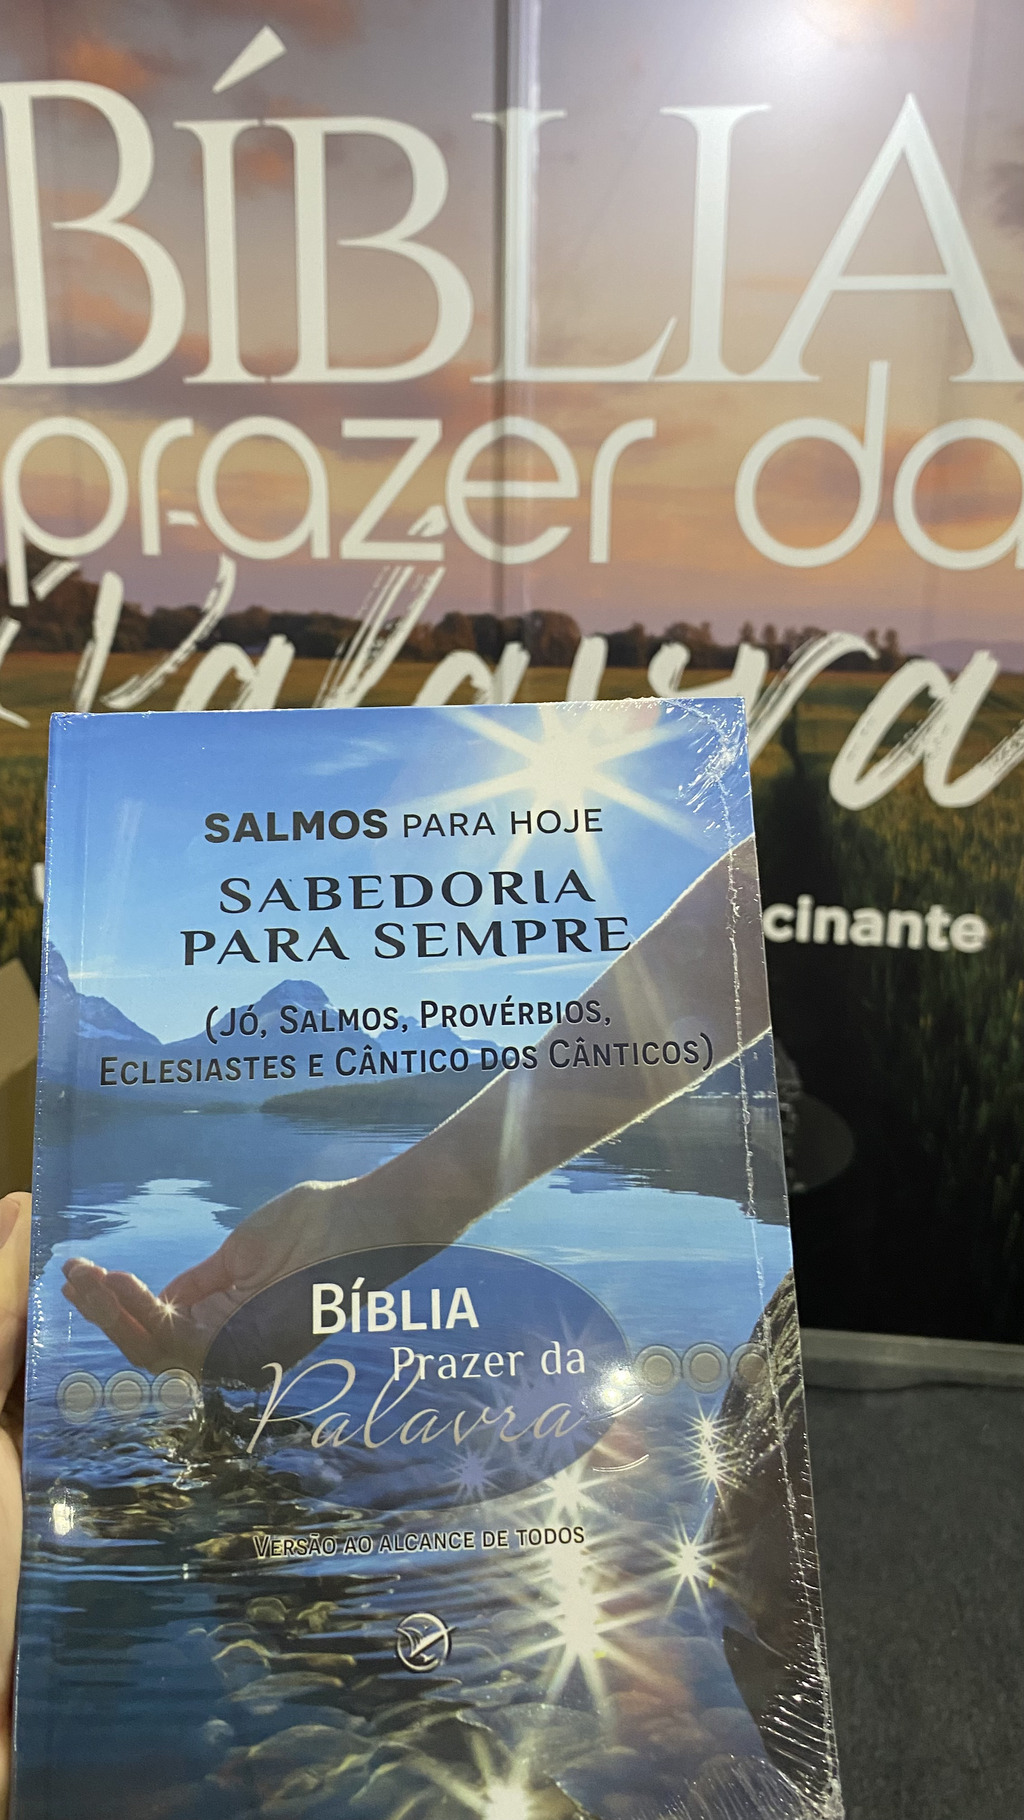 BÍBLIA
prazer da
Palavra
cinante
SALMOS PARA HOJE
SABEDORIA
PARA SEMPRE
(JÓ, SALMOS, PROVÉRBIOS,
ECLESIASTES E CÂNTICO DOS CÂNTICOS)
BÍBLIA
Prazer da
Palavra
VERSÃO AO ALCANCE DE TODOS